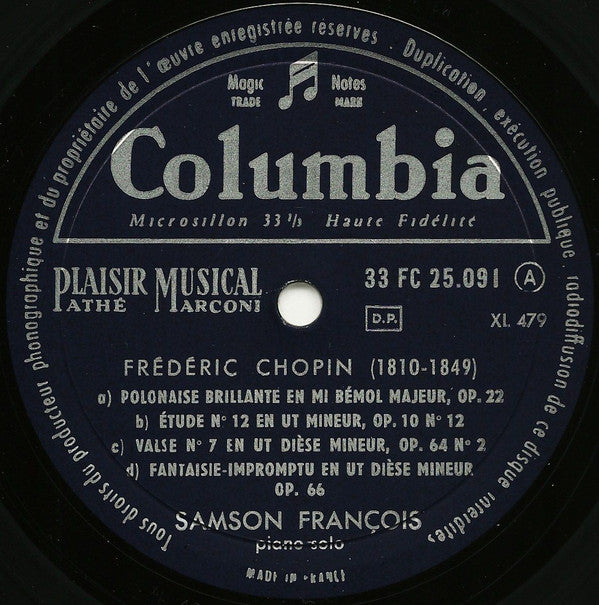 Tous droits du producteur phonographique et du propriétaire de l'œuvre enregistrée réservés . Duplication, exécution publique, radiodiffusion de ce disque interdites,
Magic Notes
TRADE MARK
Columbia
Microsillon 33 1/3 Haute Fidélité
PLAISIR MUSICAL
PATHÉ MARCONI
33 FC 25.091 A
D.P. XL 479
FRÉDÉRIC CHOPIN (1810-1849)
a) POLONAISE BRILLANTE EN MI BÉMOL MAJEUR, OP. 22
b) ÉTUDE N° 12 EN UT MINEUR, OP. 10 N° 12
c) VALSE N° 7 EN UT DIÈSE MINEUR, OP. 64 N° 2
d) FANTAISIE-IMPROMPTU EN UT DIÈSE MINEUR
OP. 66
SAMSON FRANÇOIS
piano solo
MADE IN FRANCE